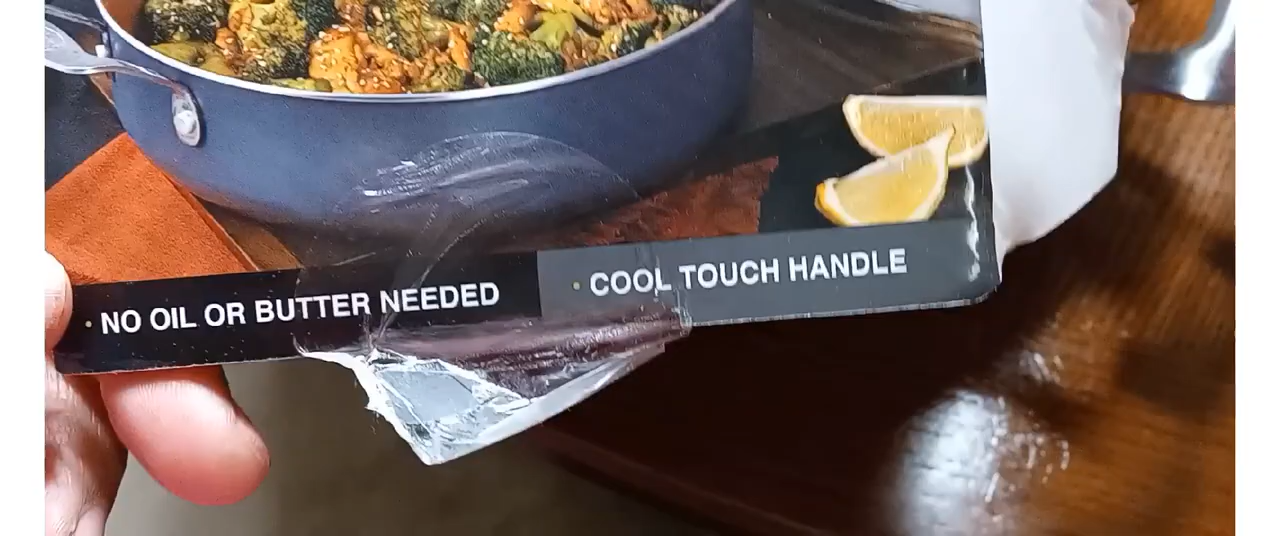 · NO OIL OR BUTTER NEEDED · COOL TOUCH HANDLE